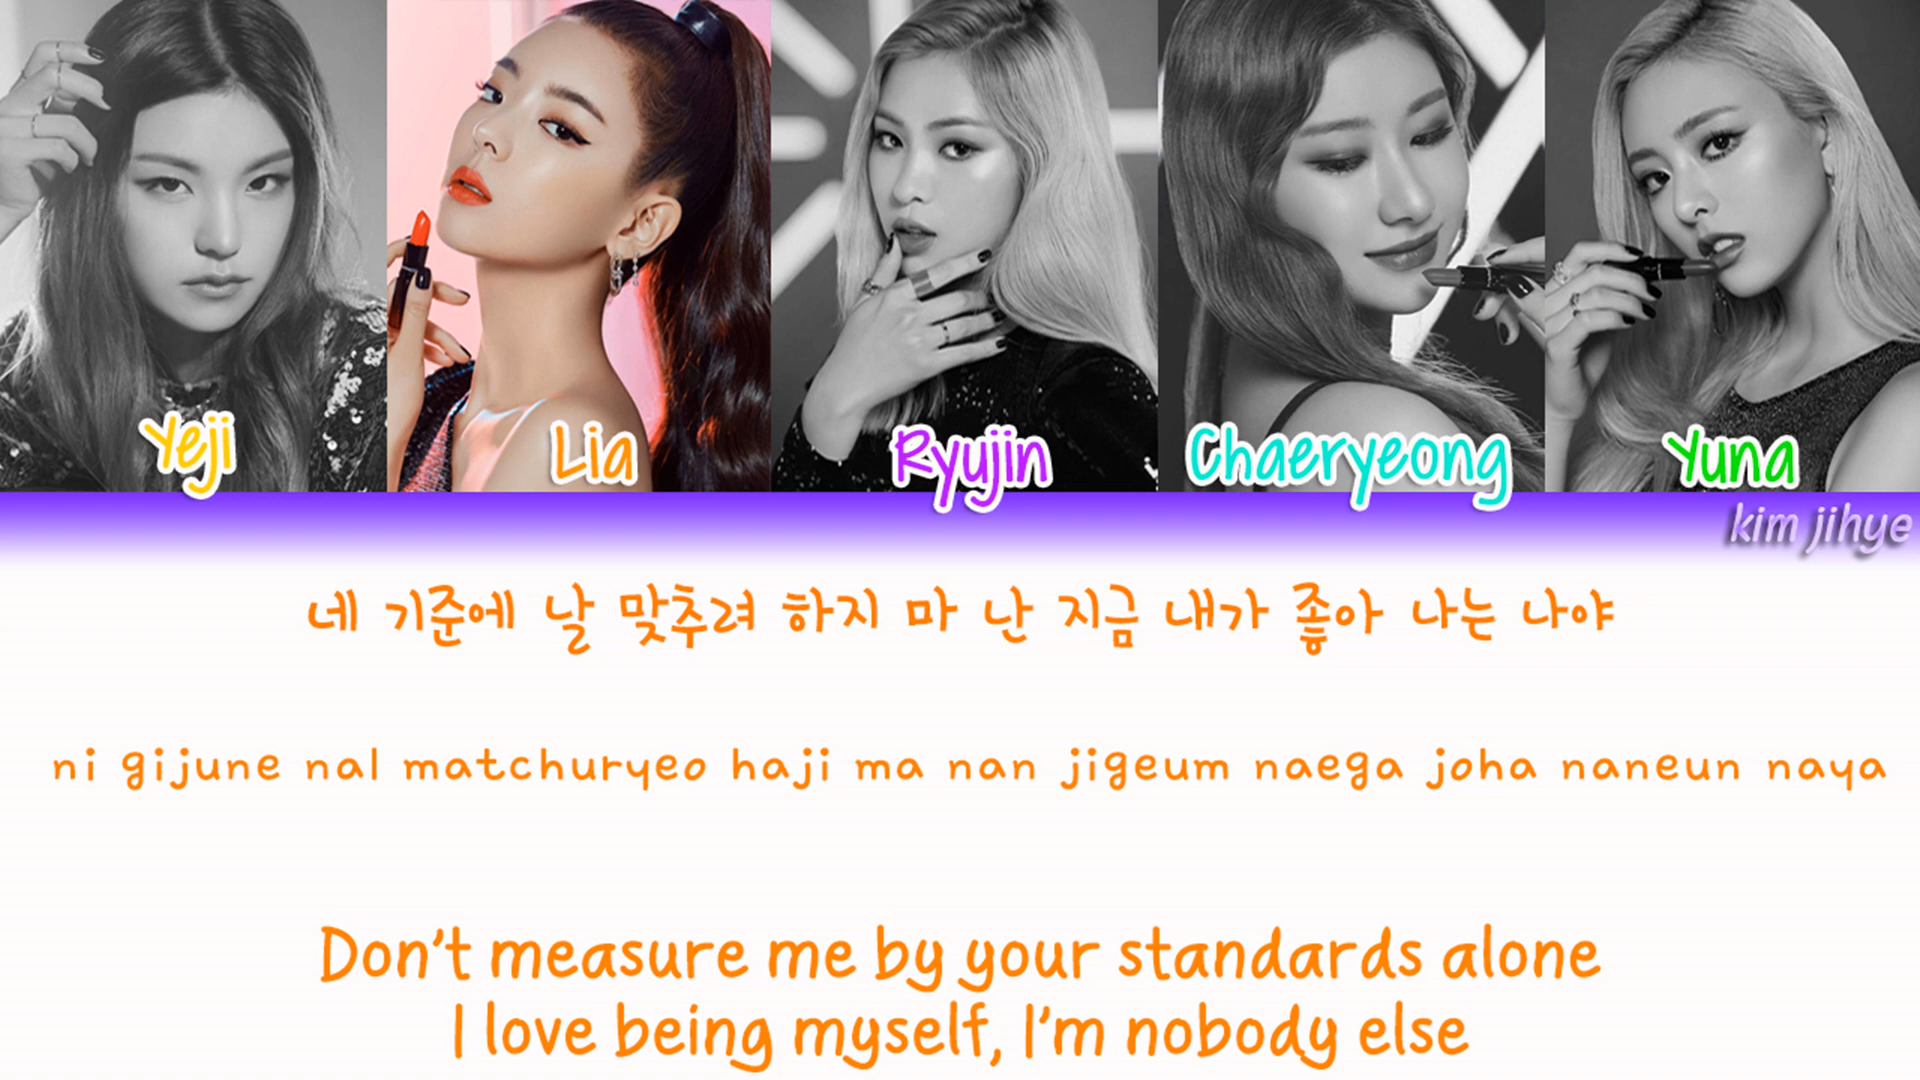 Yeji
Lia
Ryujin
Chaeryeong
Yuna
kim jihye
네 기준에 날 맞추려 하지 마 난 지금 내가 좋아 나는 나야
ni gijune nal matchuryeo haji ma nan jigeum naega joha naneun naya
Don't measure me by your standards alone
I love being myself, I'm nobody else